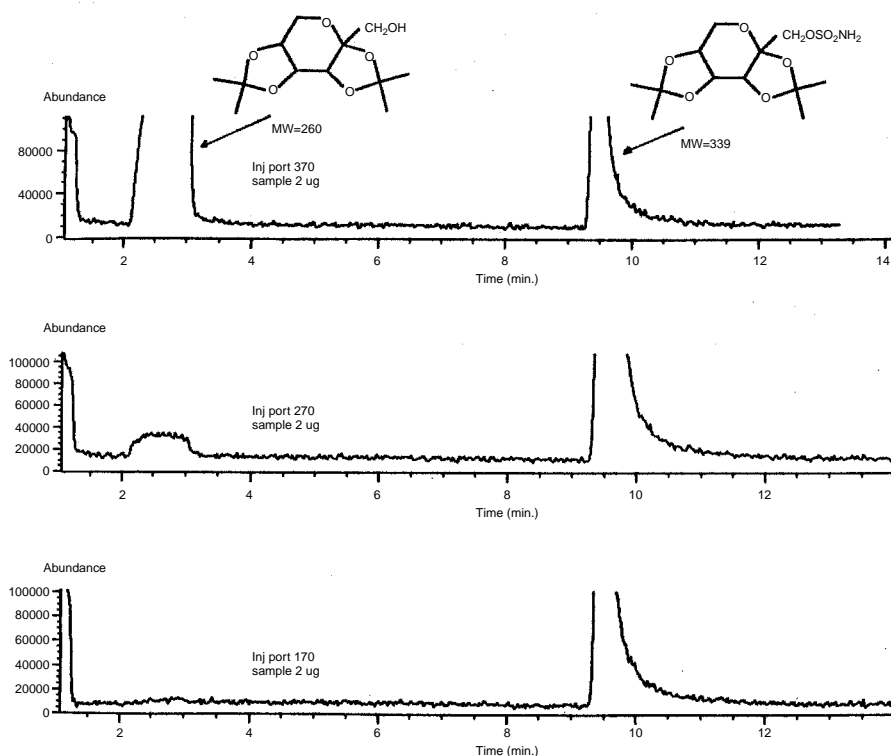 O
CH₂OH
O
O
O
O
O
CH₂OSO₂NH₂
O
O
O
O
Abundance
MW=260
MW=339
80000
Inj port 370
sample 2 ug
40000
0
2 4 6 8 10 12 14
Time (min.)
Abundance
100000
80000
60000
Inj port 270
sample 2 ug
40000
20000
0
2 4 6 8 10 12
Time (min.)
Abundance
100000
80000
60000
Inj port 170
sample 2 ug
40000
20000
0
2 4 6 8 10 12
Time (min.)